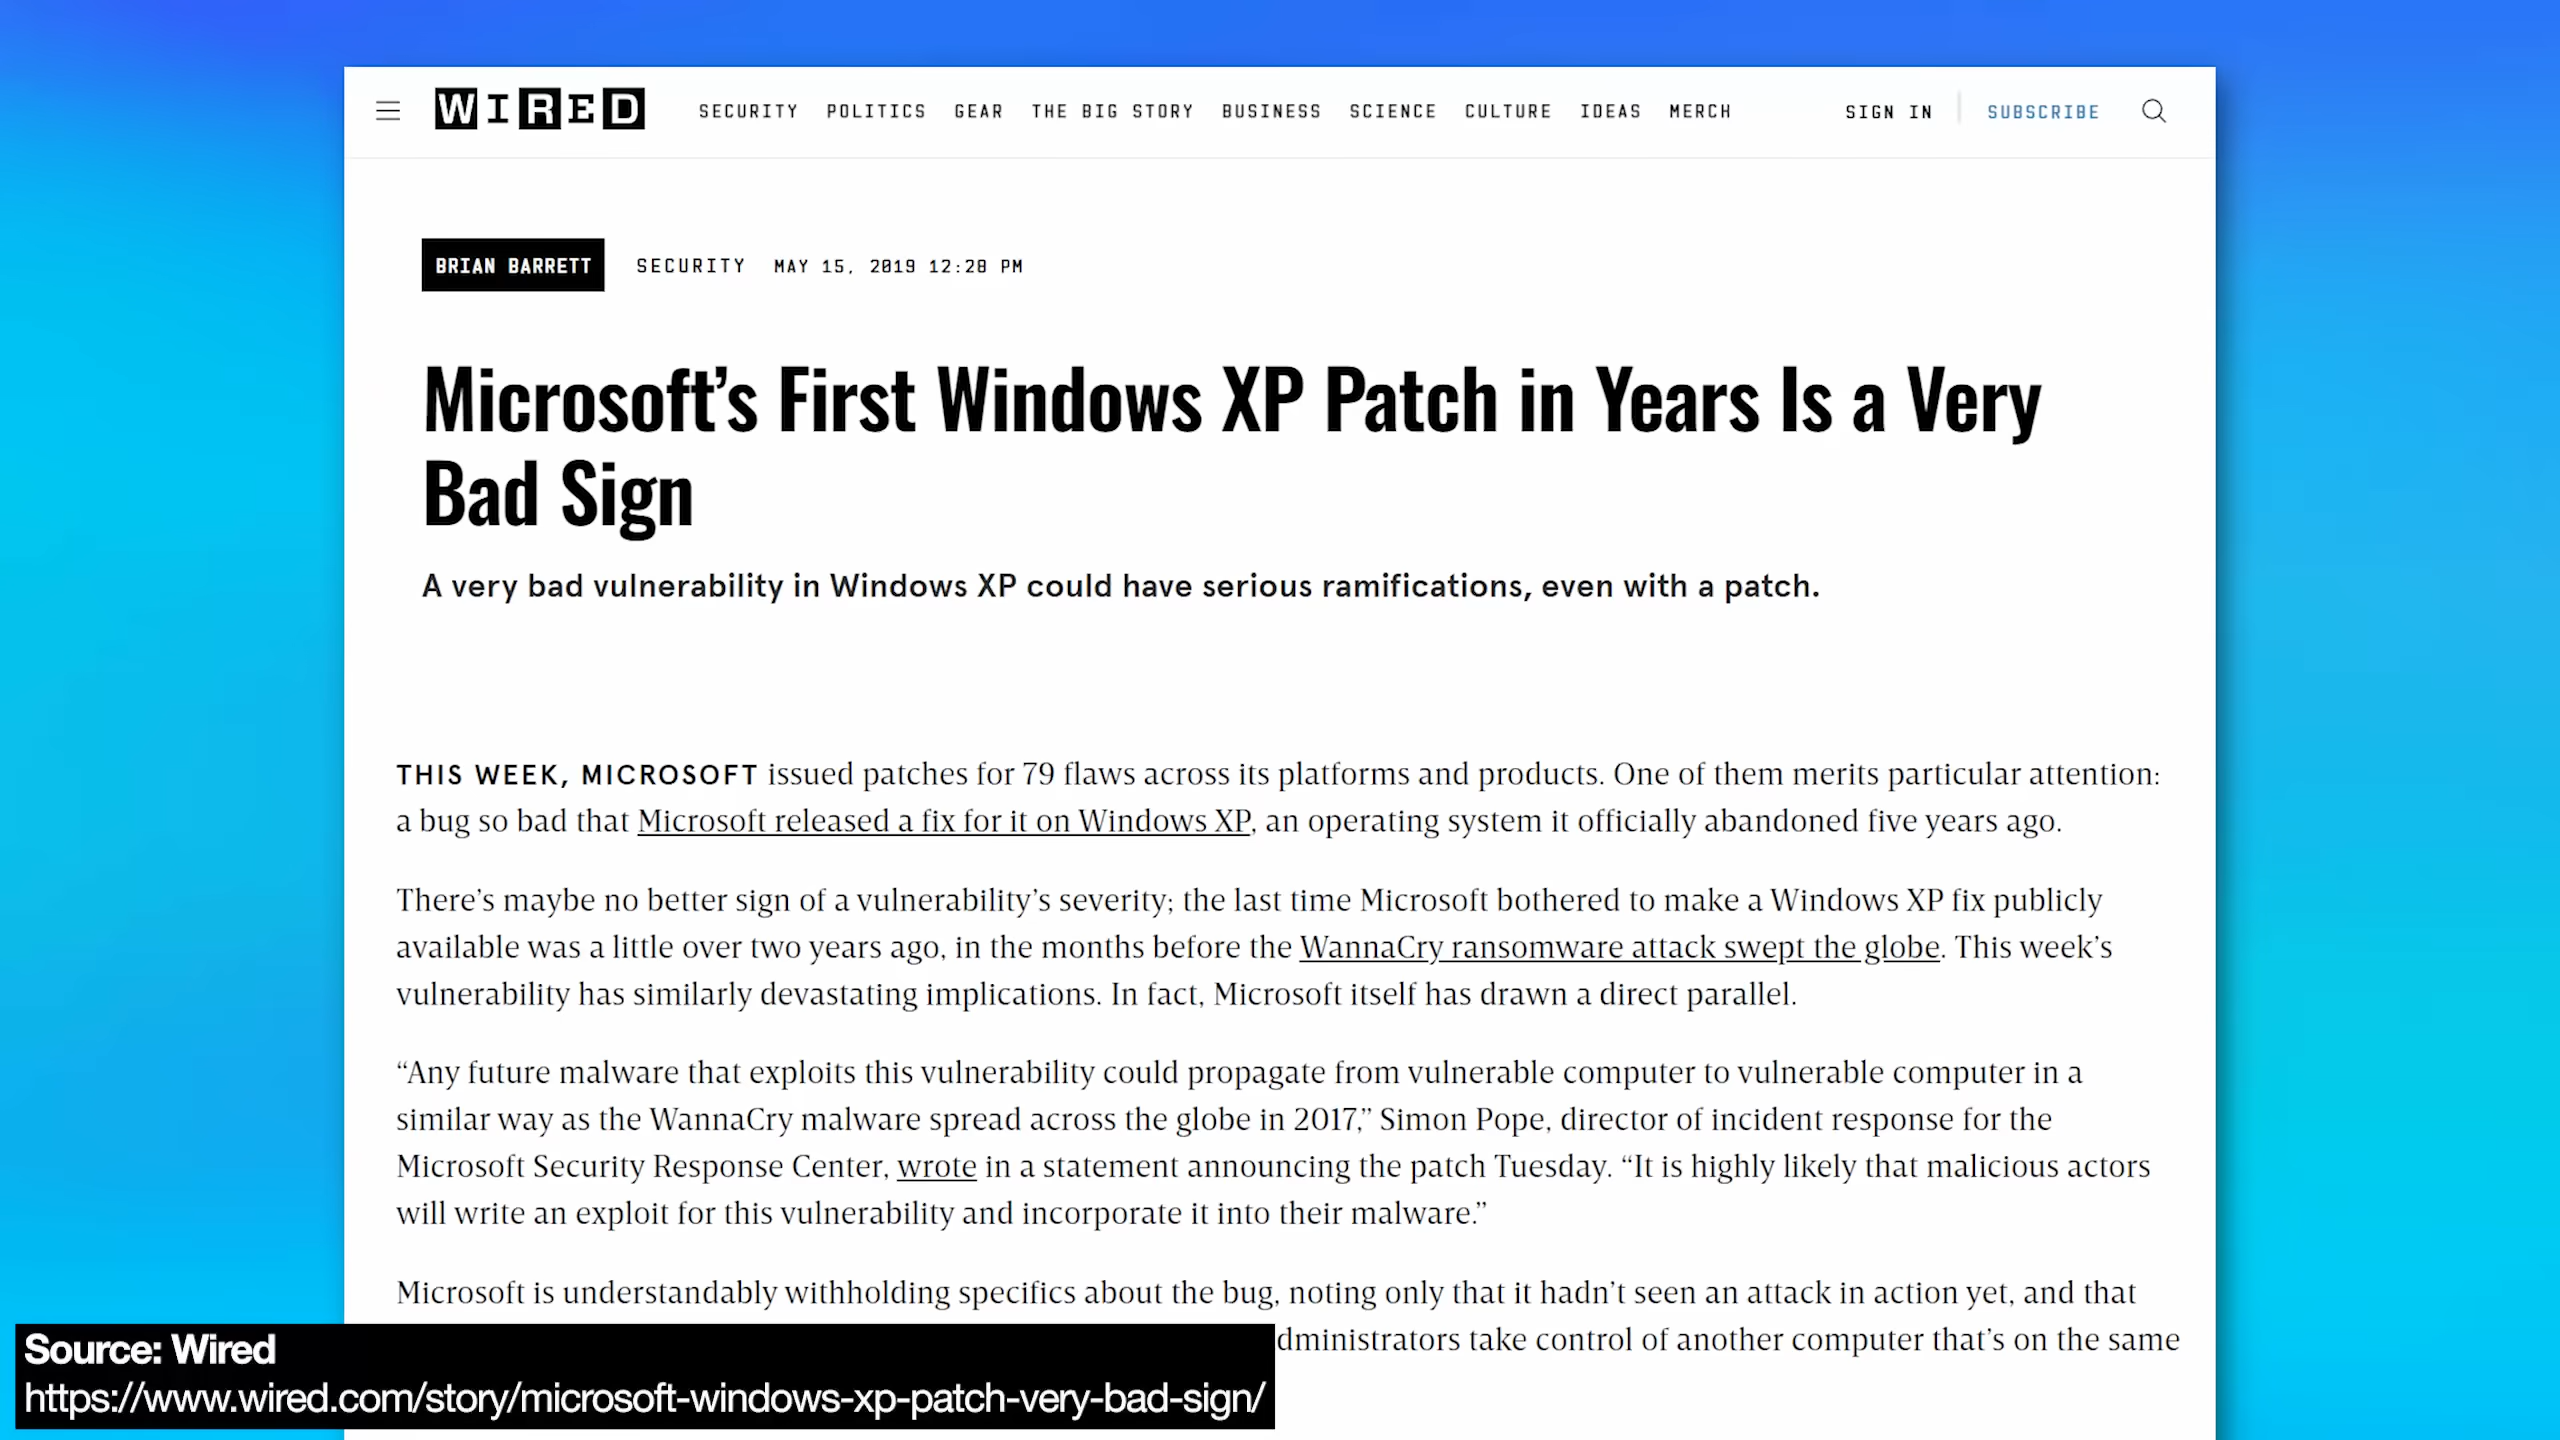 WIRED SECURITY POLITICS GEAR THE BIG STORY BUSINESS SCIENCE CULTURE IDEAS MERCH SIGN IN SUBSCRIBE
BRIAN BARRETT SECURITY MAY 15, 2019 12:28 PM
Microsoft’s First Windows XP Patch in Years Is a Very
Bad Sign
A very bad vulnerability in Windows XP could have serious ramifications, even with a patch.
THIS WEEK, MICROSOFT issued patches for 79 flaws across its platforms and products. One of them merits particular attention:
a bug so bad that Microsoft released a fix for it on Windows XP, an operating system it officially abandoned five years ago.
There’s maybe no better sign of a vulnerability’s severity; the last time Microsoft bothered to make a Windows XP fix publicly
available was a little over two years ago, in the months before the WannaCry ransomware attack swept the globe. This week’s
vulnerability has similarly devastating implications. In fact, Microsoft itself has drawn a direct parallel.
“Any future malware that exploits this vulnerability could propagate from vulnerable computer to vulnerable computer in a
similar way as the WannaCry malware spread across the globe in 2017,” Simon Pope, director of incident response for the
Microsoft Security Response Center, wrote in a statement announcing the patch Tuesday. “It is highly likely that malicious actors
will write an exploit for this vulnerability and incorporate it into their malware.”
Microsoft is understandably withholding specifics about the bug, noting only that it hadn’t seen an attack in action yet, and that
dministrators take control of another computer that’s on the same
Source: Wired
https://www.wired.com/story/microsoft-windows-xp-patch-very-bad-sign/